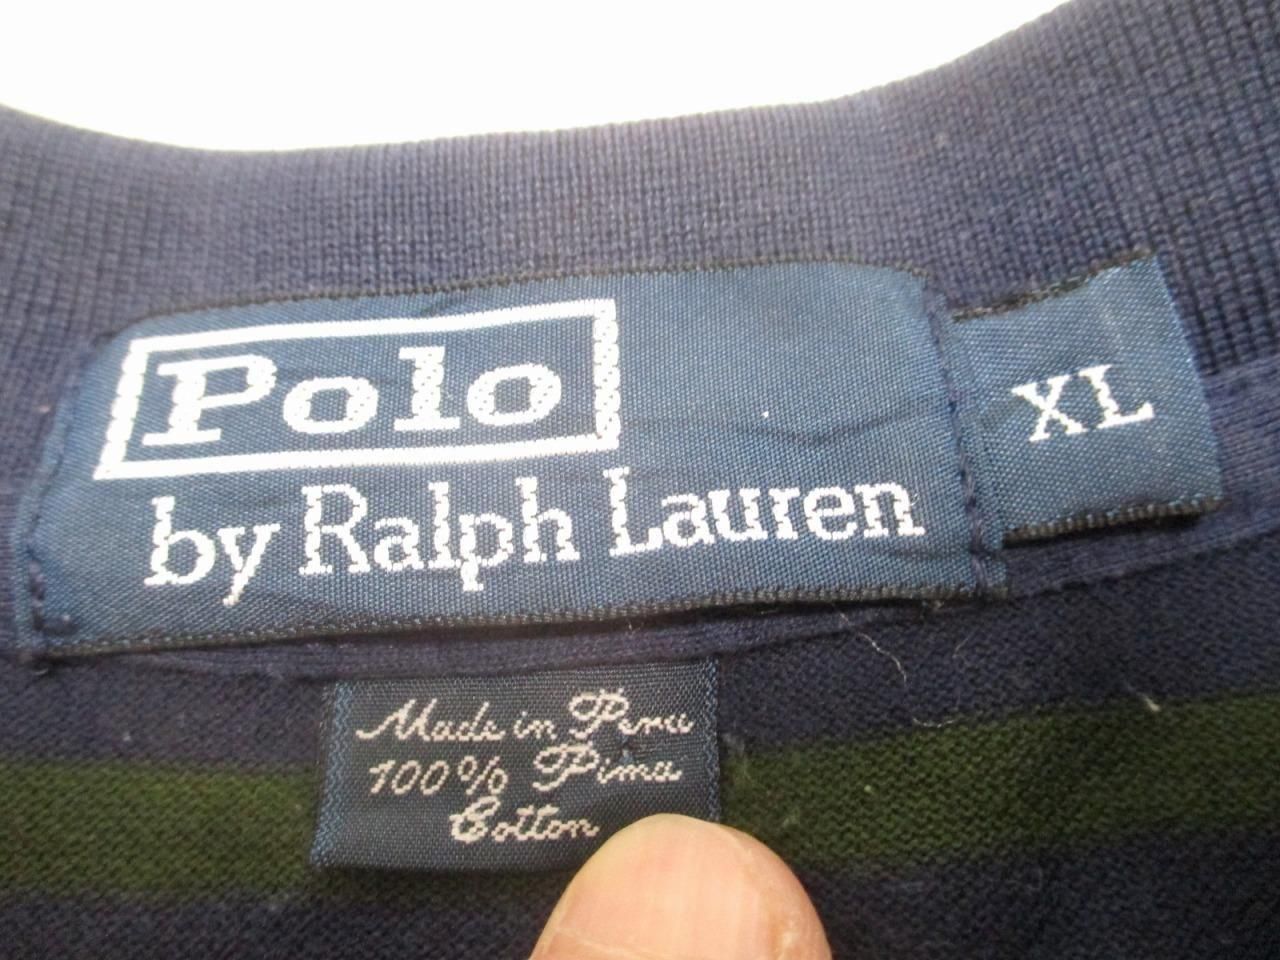 Polo
by Ralph Lauren
XL
Made in Peru
100% Pima
Cotton